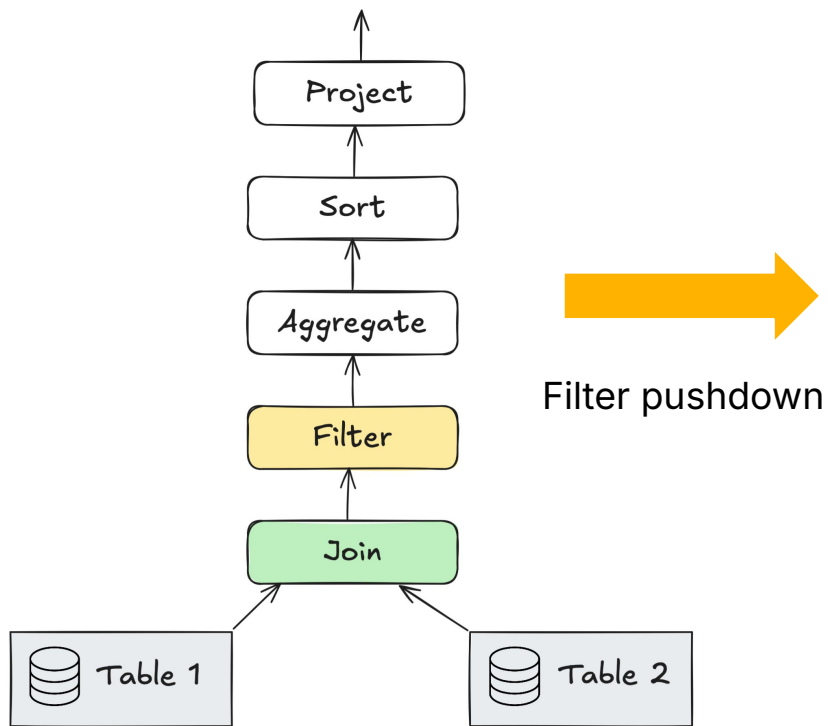 Project
Sort
Aggregate
Filter pushdown
Filter
Join
Table 1
Table 2